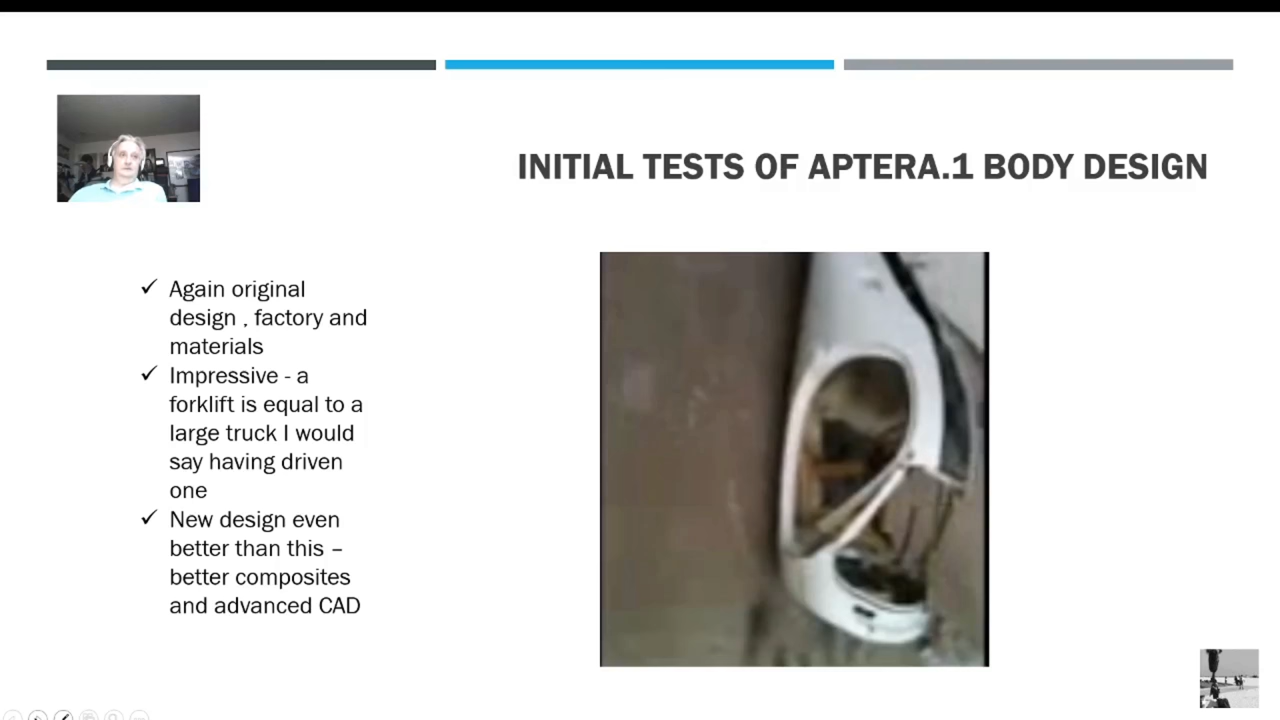 INITIAL TESTS OF APTERA.1 BODY DESIGN
✓ Again original
design , factory and
materials
✓ Impressive - a
forklift is equal to a
large truck I would
say having driven
one
✓ New design even
better than this –
better composites
and advanced CAD